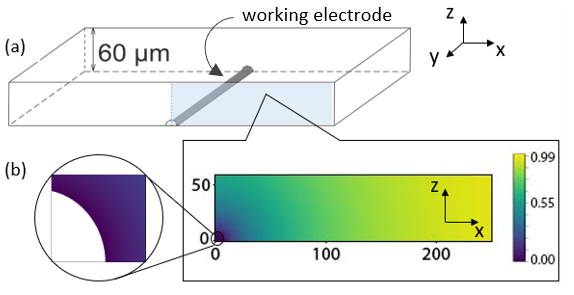 working electrode
(a)
60 µm
z
y
x
(b)
50
0
z
x
0
100
200
0.99
0.55
0.00